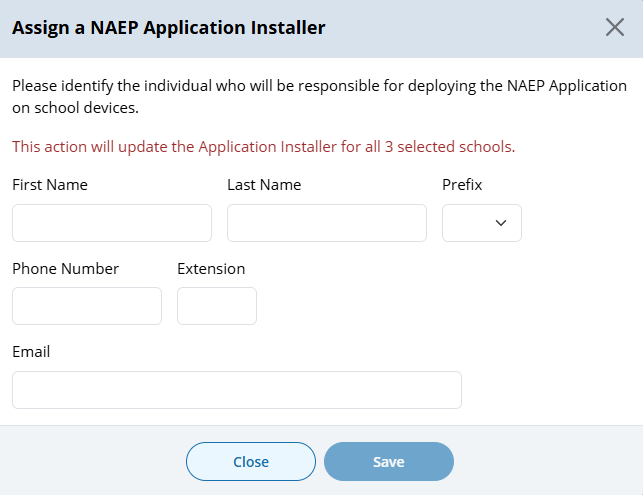 Assign a NAEP Application Installer
Please identify the individual who will be responsible for deploying the NAEP Application
on school devices.
This action will update the Application Installer for all 3 selected schools.
First Name Last Name Prefix
Phone Number Extension
Email
Close Save